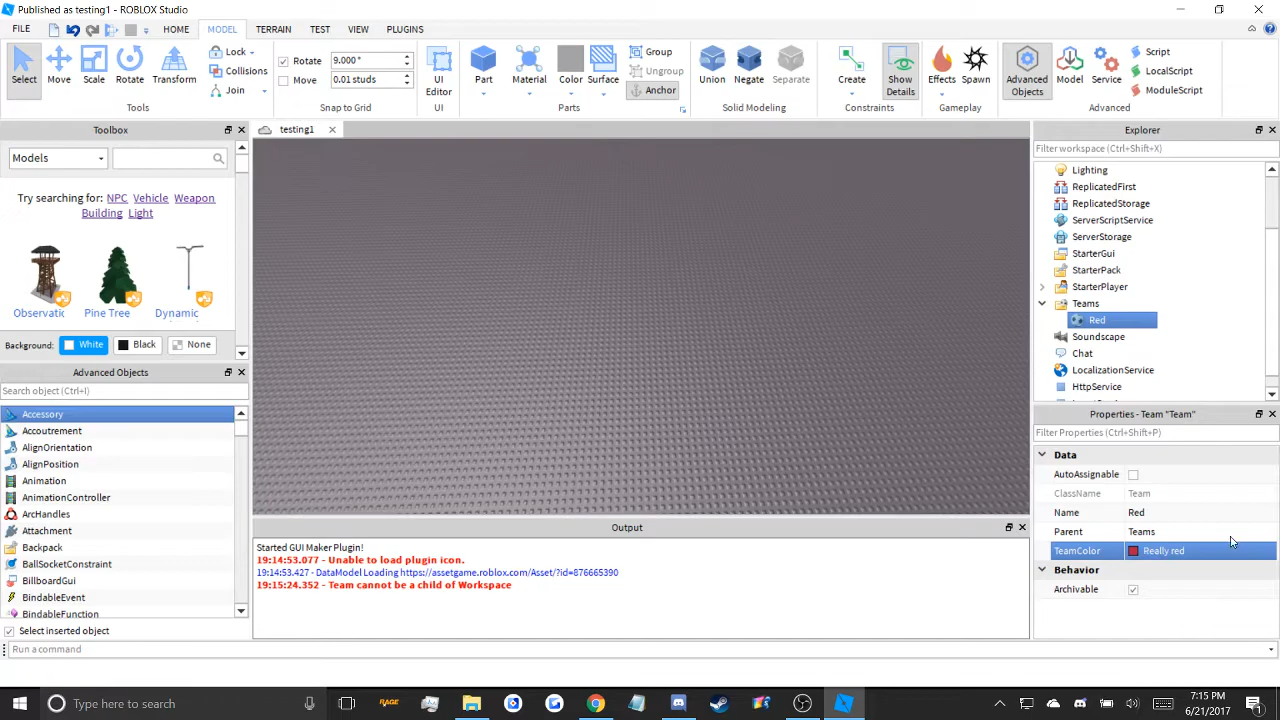 Published as testing1 - ROBLOX Studio
FILE HOME MODEL TERRAIN TEST VIEW PLUGINS
Select Move Scale Rotate Transform
Lock
Collisions
Join
Tools
Rotate 9.000 °
Move 0.01 studs
Snap to Grid
UI
Editor
UI
Part Material Color Surface
Group
Ungroup
Anchor
Parts
Union Negate Separate
Solid Modeling
Create Show
Details
Constraints
Effects Spawn
Gameplay
Advanced
Objects
Model Service
Script
LocalScript
ModuleScript
Advanced
Toolbox
Models
Try searching for: NPC Vehicle Weapon
Building Light
Observatic Pine Tree Dynamic
Background: White Black None
Advanced Objects
Search object (Ctrl+I)
Accessory
Accoutrement
AlignOrientation
AlignPosition
Animation
AnimationController
ArcHandles
Attachment
Backpack
BallSocketConstraint
BillboardGui
BindableEvent
BindableFunction
Select inserted object
Run a command
testing1
Output
Started GUI Maker Plugin!
19:14:53.077 - Unable to load plugin icon.
19:14:53.427 - DataModel Loading https://assetgame.roblox.com/Asset/?id=876665390
19:15:24.352 - Team cannot be a child of Workspace
Explorer
Filter workspace (Ctrl+Shift+X)
Lighting
ReplicatedFirst
ReplicatedStorage
ServerScriptService
ServerStorage
StarterGui
StarterPack
StarterPlayer
Teams
Red
Soundscape
Chat
LocalizationService
HttpService
Properties - Team "Team"
Filter Properties (Ctrl+Shift+P)
Data
AutoAssignable
ClassName Team
Name Red
Parent Teams
TeamColor Really red
Behavior
Archivable
Type here to search
RAGE
7:15 PM
6/21/2017